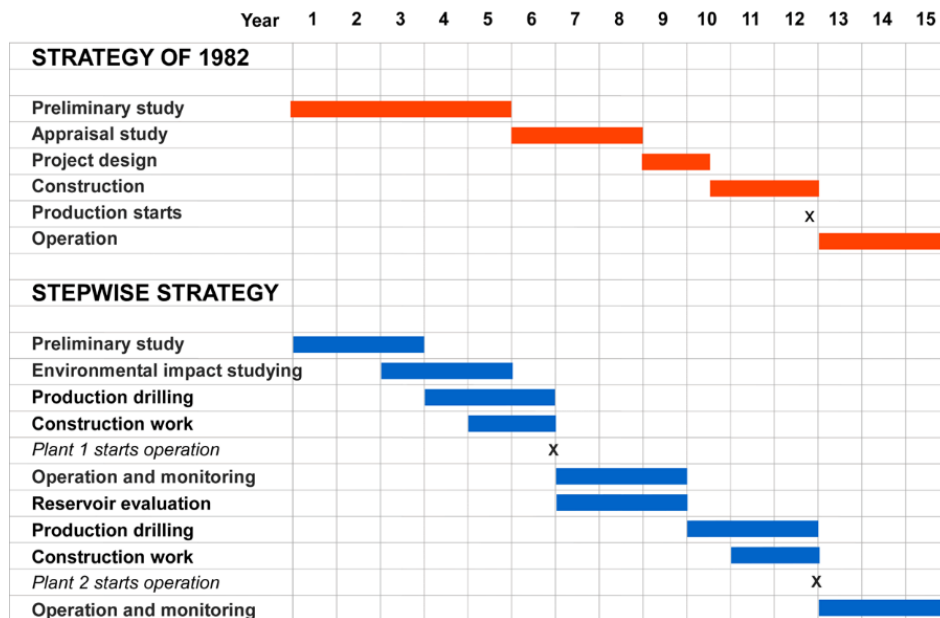 Year 1 2 3 4 5 6 7 8 9 10 11 12 13 14 15
STRATEGY OF 1982
Preliminary study
Appraisal study
Project design
Construction
Production starts x
Operation
STEPWISE STRATEGY
Preliminary study
Environmental impact studying
Production drilling
Construction work
Plant 1 starts operation x
Operation and monitoring
Reservoir evaluation
Production drilling
Construction work
Plant 2 starts operation x
Operation and monitoring